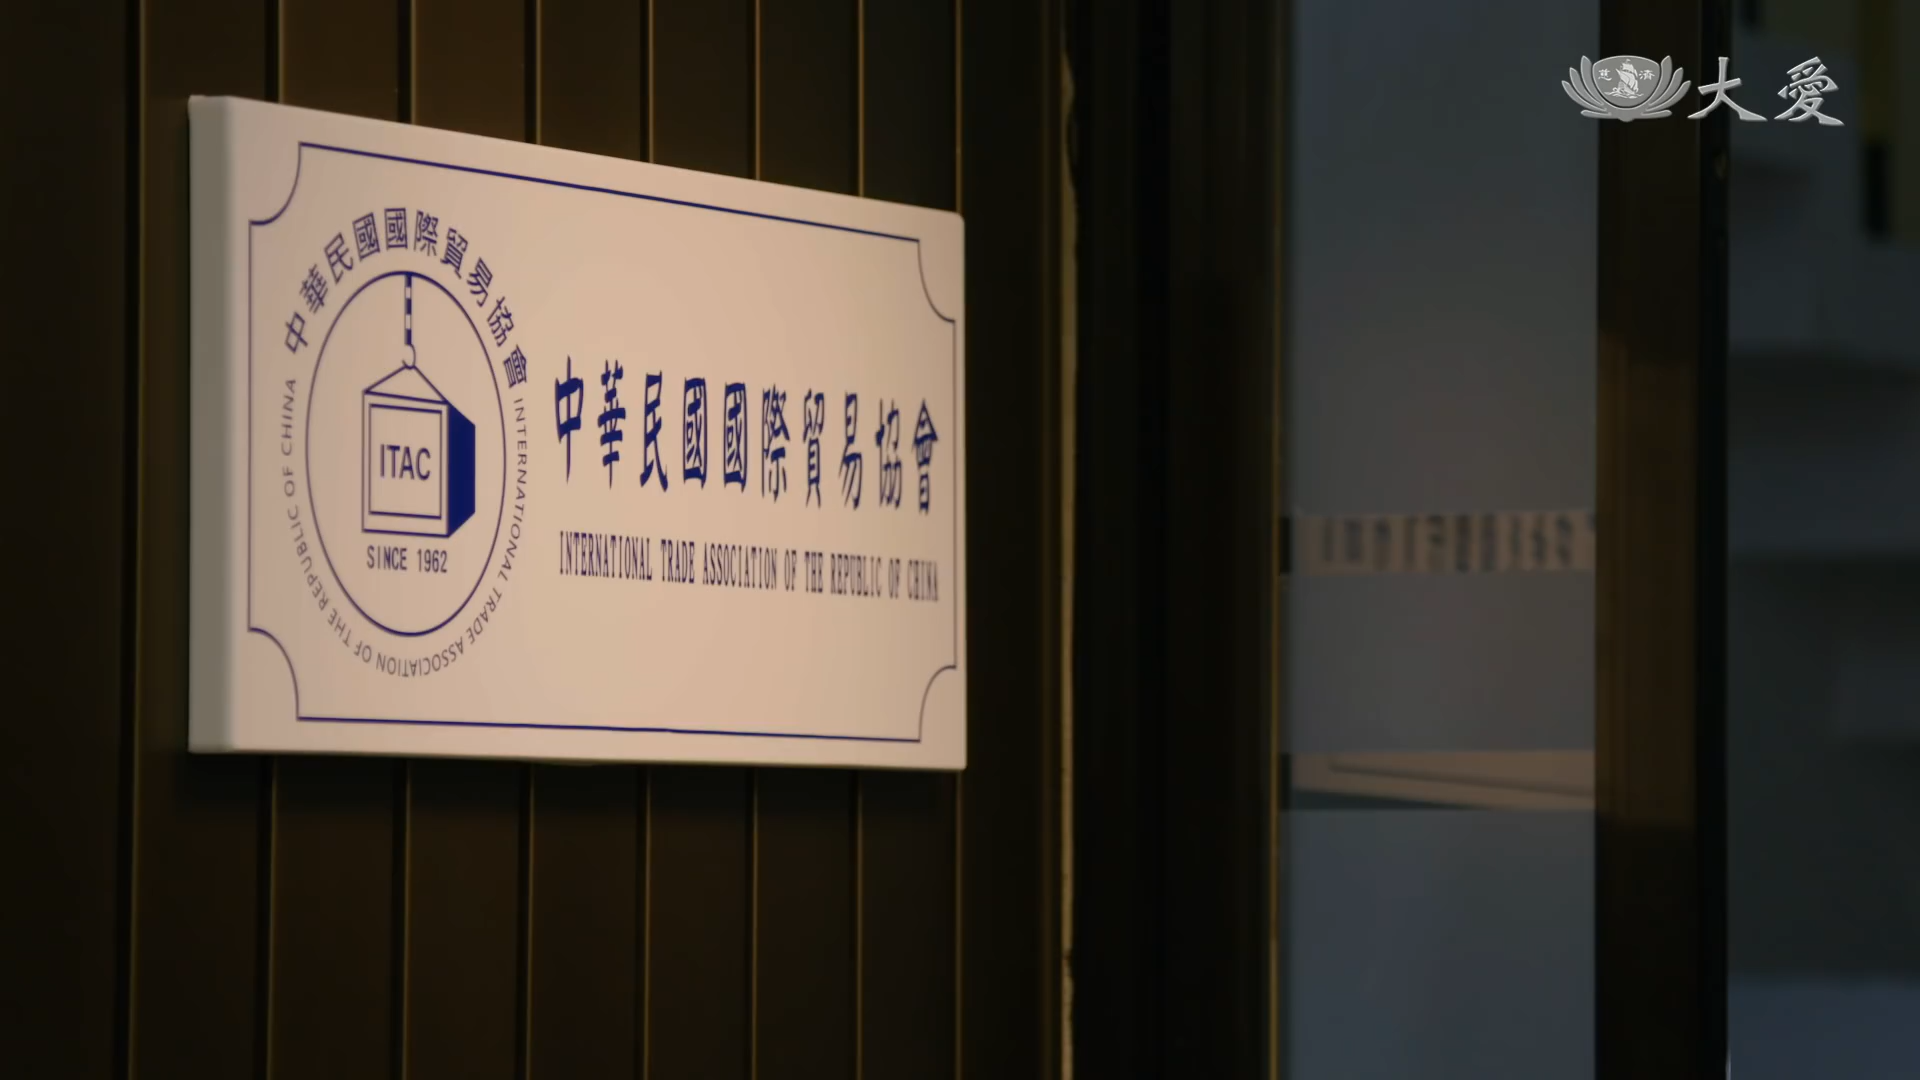 慈濟
大愛
中華民國國際貿易協會
INTERNATIONAL TRADE ASSOCIATION OF THE REPUBLIC OF CHINA
ITAC
SINCE 1962
中華民國國際貿易協會
INTERNATIONAL TRADE ASSOCIATION OF THE REPUBLIC OF CHINA